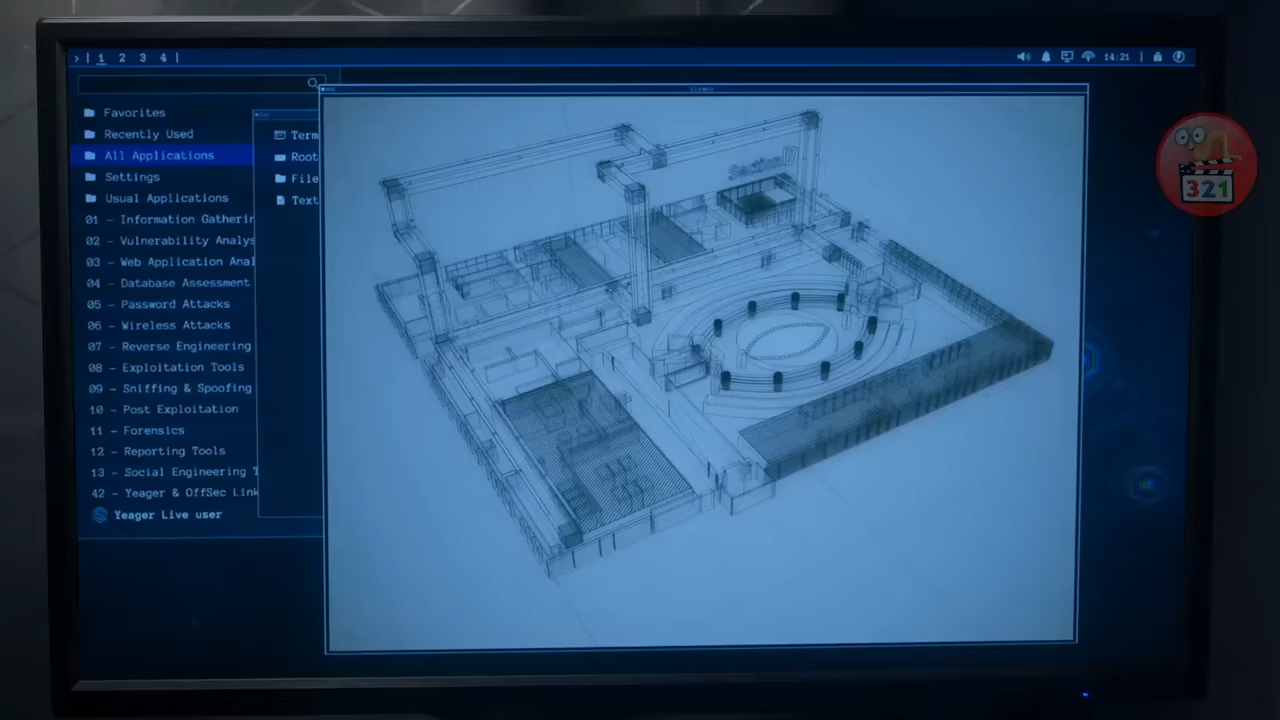 > | 1 2 3 4 |
14:21 |
Favorites
Recently Used
All Applications
Settings
Usual Applications
01 - Information Gatherin
02 - Vulnerability Analys
03 - Web Application Anal
04 - Database Assessment
05 - Password Attacks
06 - Wireless Attacks
07 - Reverse Engineering
08 - Exploitation Tools
09 - Sniffing & Spoofing
10 - Post Exploitation
11 - Forensics
12 - Reporting Tools
13 - Social Engineering T
42 - Yeager & OffSec Link
Yeager Live user
Term
Root
File
Text
Section D
321